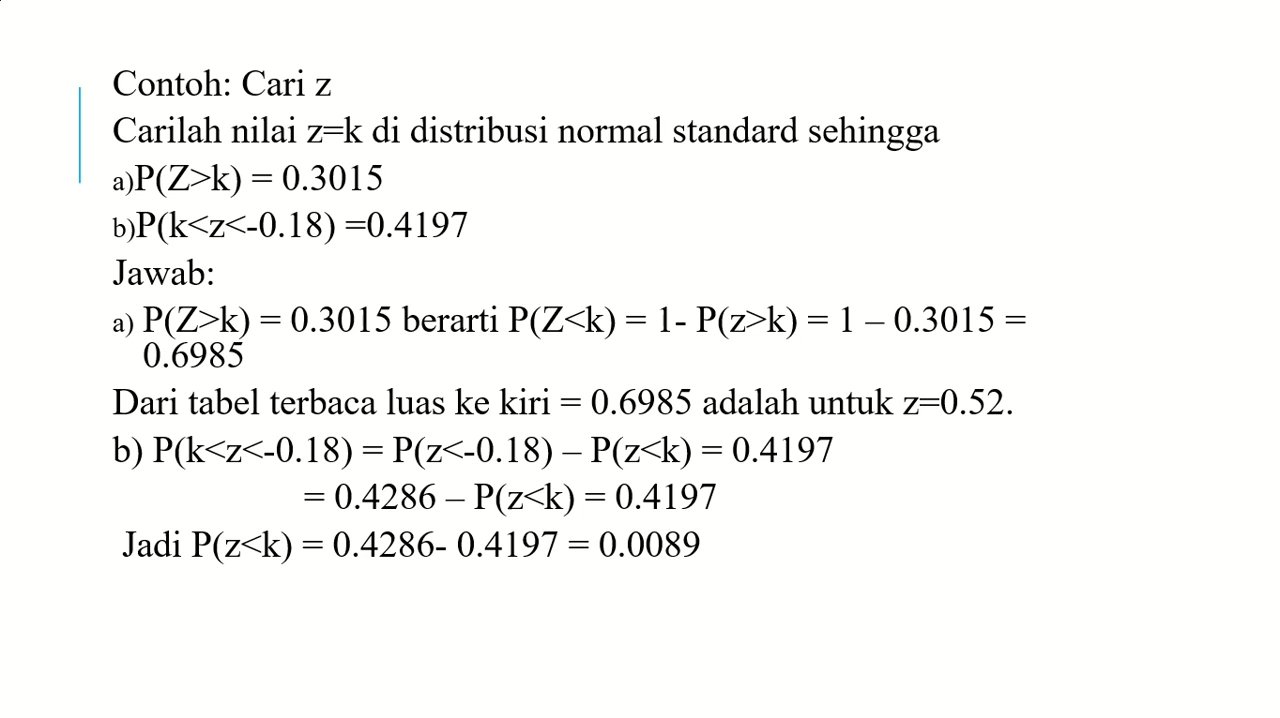 Contoh: Cari z
Carilah nilai z=k di distribusi normal standard sehingga
a)P(Z>k) = 0.3015
b)P(k<z<-0.18) =0.4197
Jawab:
a) P(Z>k) = 0.3015 berarti P(Z<k) = 1- P(z>k) = 1 – 0.3015 =
0.6985
Dari tabel terbaca luas ke kiri = 0.6985 adalah untuk z=0.52.
b) P(k<z<-0.18) = P(z<-0.18) – P(z<k) = 0.4197
= 0.4286 – P(z<k) = 0.4197
Jadi P(z<k) = 0.4286- 0.4197 = 0.0089